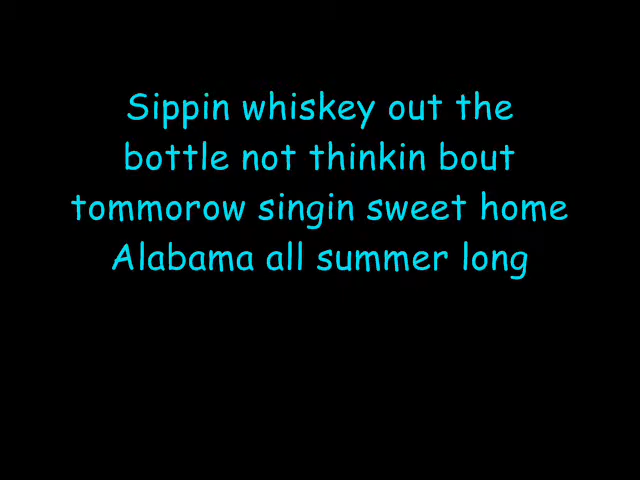 Sippin whiskey out the
bottle not thinkin bout
tommorow singin sweet home
Alabama all summer long